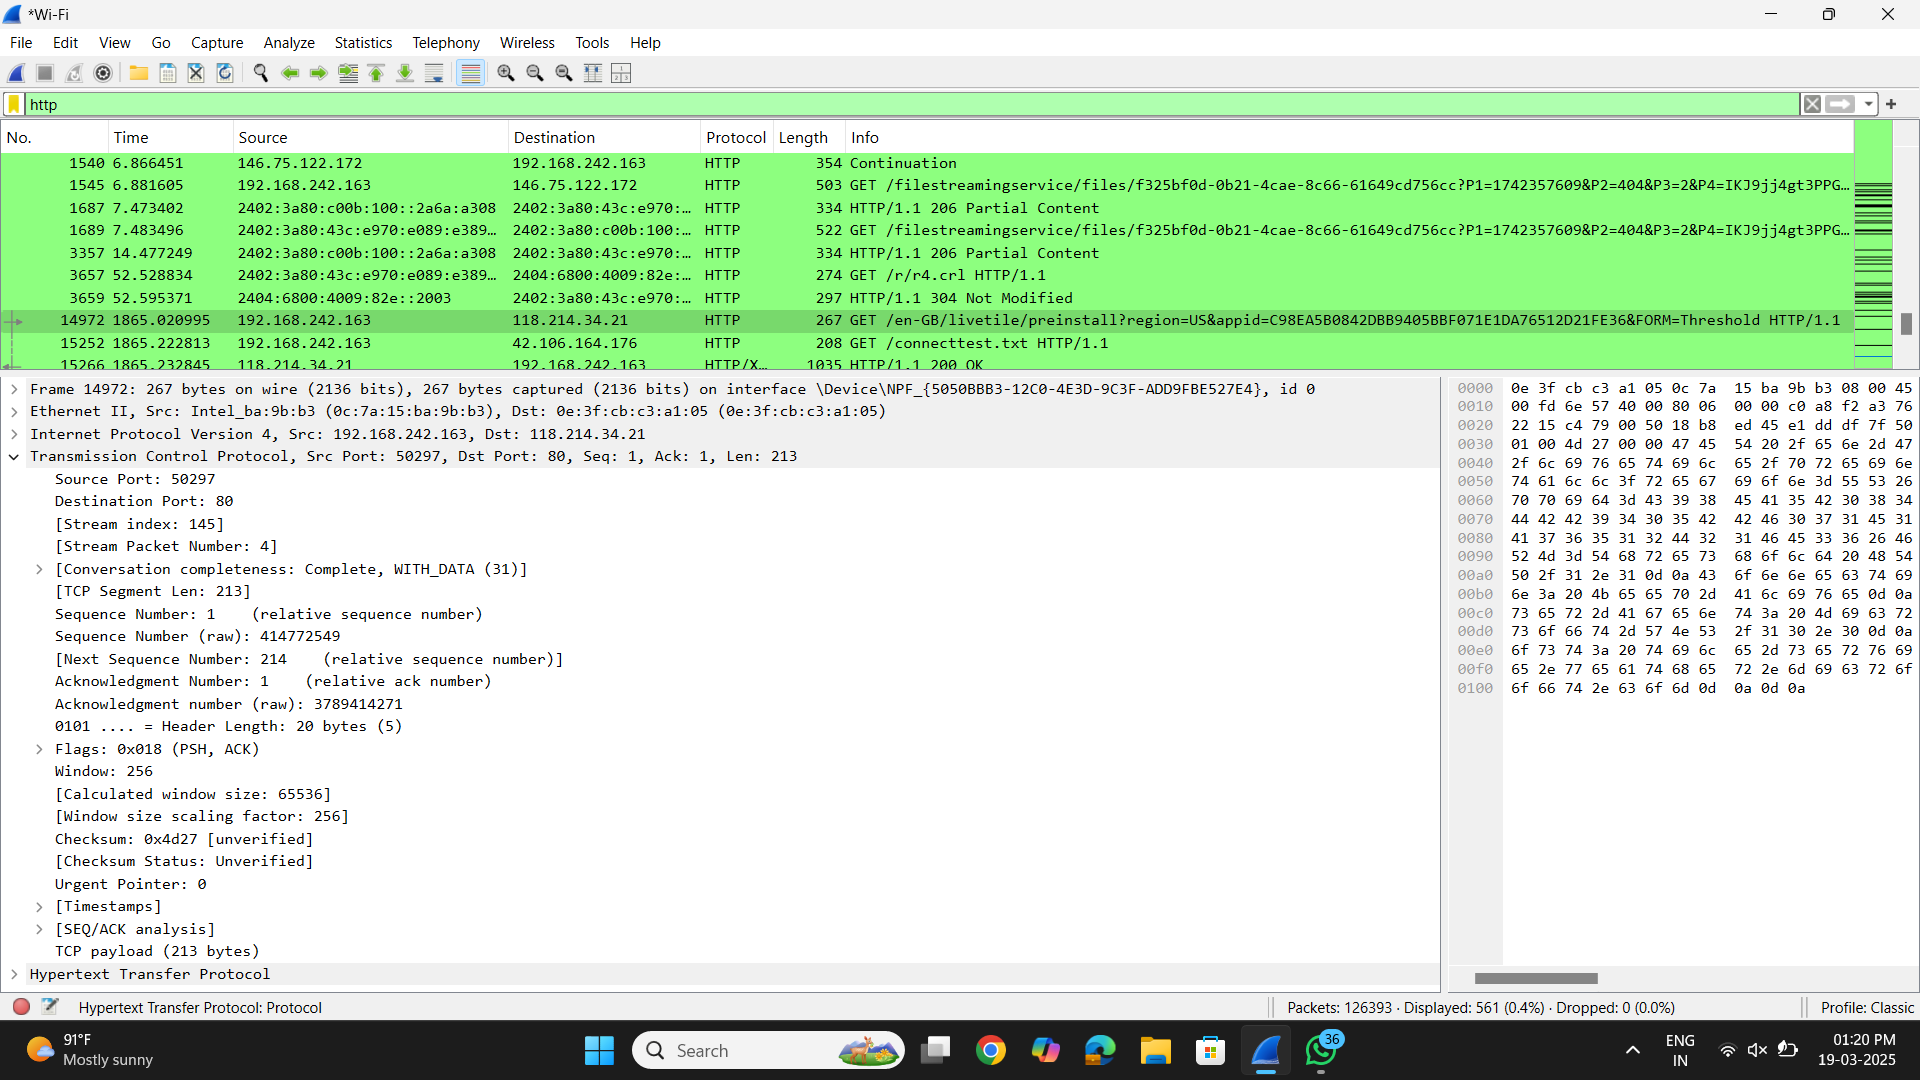 *Wi-Fi
File Edit View Go Capture Analyze Statistics Telephony Wireless Tools Help
http
No. Time Source Destination Protocol Length Info
1540 6.866451 146.75.122.172 192.168.242.163 HTTP 354 Continuation
1545 6.881605 192.168.242.163 146.75.122.172 HTTP 503 GET /filestreamingservice/files/f325bf0d-0b21-4cae-8c66-61649cd756cc?P1=1742357609&P2=404&P3=2&P4=IKJ9jj4gt3PPG…
1687 7.473402 2402:3a80:c00b:100::2a6a:a308 2402:3a80:43c:e970:… HTTP 334 HTTP/1.1 206 Partial Content
1689 7.483496 2402:3a80:43c:e970:e089:e389… 2402:3a80:c00b:100:… HTTP 522 GET /filestreamingservice/files/f325bf0d-0b21-4cae-8c66-61649cd756cc?P1=1742357609&P2=404&P3=2&P4=IKJ9jj4gt3PPG…
3357 14.477249 2402:3a80:c00b:100::2a6a:a308 2402:3a80:43c:e970:… HTTP 334 HTTP/1.1 206 Partial Content
3657 52.528834 2402:3a80:43c:e970:e089:e389… 2404:6800:4009:82e:… HTTP 274 GET /r/r4.crl HTTP/1.1
3659 52.595371 2404:6800:4009:82e::2003 2402:3a80:43c:e970:… HTTP 297 HTTP/1.1 304 Not Modified
14972 1865.020995 192.168.242.163 118.214.34.21 HTTP 267 GET /en-GB/livetile/preinstall?region=US&appid=C98EA5B0842DBB9405BBF071E1DA76512D21FE36&FORM=Threshold HTTP/1.1
15252 1865.222813 192.168.242.163 42.106.164.176 HTTP 208 GET /connecttest.txt HTTP/1.1
15266 1865.232845 118.214.34.21 192.168.242.163 HTTP/X… 1035 HTTP/1.1 200 OK
Frame 14972: 267 bytes on wire (2136 bits), 267 bytes captured (2136 bits) on interface \Device\NPF_{5050BBB3-12C0-4E3D-9C3F-ADD9FBE527E4}, id 0
Ethernet II, Src: Intel_ba:9b:b3 (0c:7a:15:ba:9b:b3), Dst: 0e:3f:cb:c3:a1:05 (0e:3f:cb:c3:a1:05)
Internet Protocol Version 4, Src: 192.168.242.163, Dst: 118.214.34.21
Transmission Control Protocol, Src Port: 50297, Dst Port: 80, Seq: 1, Ack: 1, Len: 213
Source Port: 50297
Destination Port: 80
[Stream index: 145]
[Stream Packet Number: 4]
[Conversation completeness: Complete, WITH_DATA (31)]
[TCP Segment Len: 213]
Sequence Number: 1 (relative sequence number)
Sequence Number (raw): 414772549
[Next Sequence Number: 214 (relative sequence number)]
Acknowledgment Number: 1 (relative ack number)
Acknowledgment number (raw): 3789414271
0101 .... = Header Length: 20 bytes (5)
Flags: 0x018 (PSH, ACK)
Window: 256
[Calculated window size: 65536]
[Window size scaling factor: 256]
Checksum: 0x4d27 [unverified]
[Checksum Status: Unverified]
Urgent Pointer: 0
[Timestamps]
[SEQ/ACK analysis]
TCP payload (213 bytes)
Hypertext Transfer Protocol
0000 0e 3f cb c3 a1 05 0c 7a 15 ba 9b b3 08 00 45
0010 00 fd 6e 57 40 00 80 06 00 00 c0 a8 f2 a3 76
0020 22 15 c4 79 00 50 18 b8 ed 45 e1 dd df 7f 50
0030 01 00 4d 27 00 00 47 45 54 20 2f 65 6e 2d 47
0040 2f 6c 69 76 65 74 69 6c 65 2f 70 72 65 69 6e
0050 74 61 6c 6c 3f 72 65 67 69 6f 6e 3d 55 53 26
0060 70 70 69 64 3d 43 39 38 45 41 35 42 30 38 34
0070 44 42 42 39 34 30 35 42 42 46 30 37 31 45 31
0080 41 37 36 35 31 32 44 32 31 46 45 33 36 26 46
0090 52 4d 3d 54 68 72 65 73 68 6f 6c 64 20 48 54
00a0 50 2f 31 2e 31 0d 0a 43 6f 6e 6e 65 63 74 69
00b0 6e 3a 20 4b 65 65 70 2d 41 6c 69 76 65 0d 0a
00c0 73 65 72 2d 41 67 65 6e 74 3a 20 4d 69 63 72
00d0 73 6f 66 74 2d 57 4e 53 2f 31 30 2e 30 0d 0a
00e0 6f 73 74 3a 20 74 69 6c 65 2d 73 65 72 76 69
00f0 65 2e 77 65 61 74 68 65 72 2e 6d 69 63 72 6f
0100 6f 66 74 2e 63 6f 6d 0d 0a 0d 0a
Hypertext Transfer Protocol: Protocol
Packets: 126393 · Displayed: 561 (0.4%) · Dropped: 0 (0.0%)
Profile: Classic
91°F
Mostly sunny
Search
36
ENG
IN
01:20 PM
19-03-2025